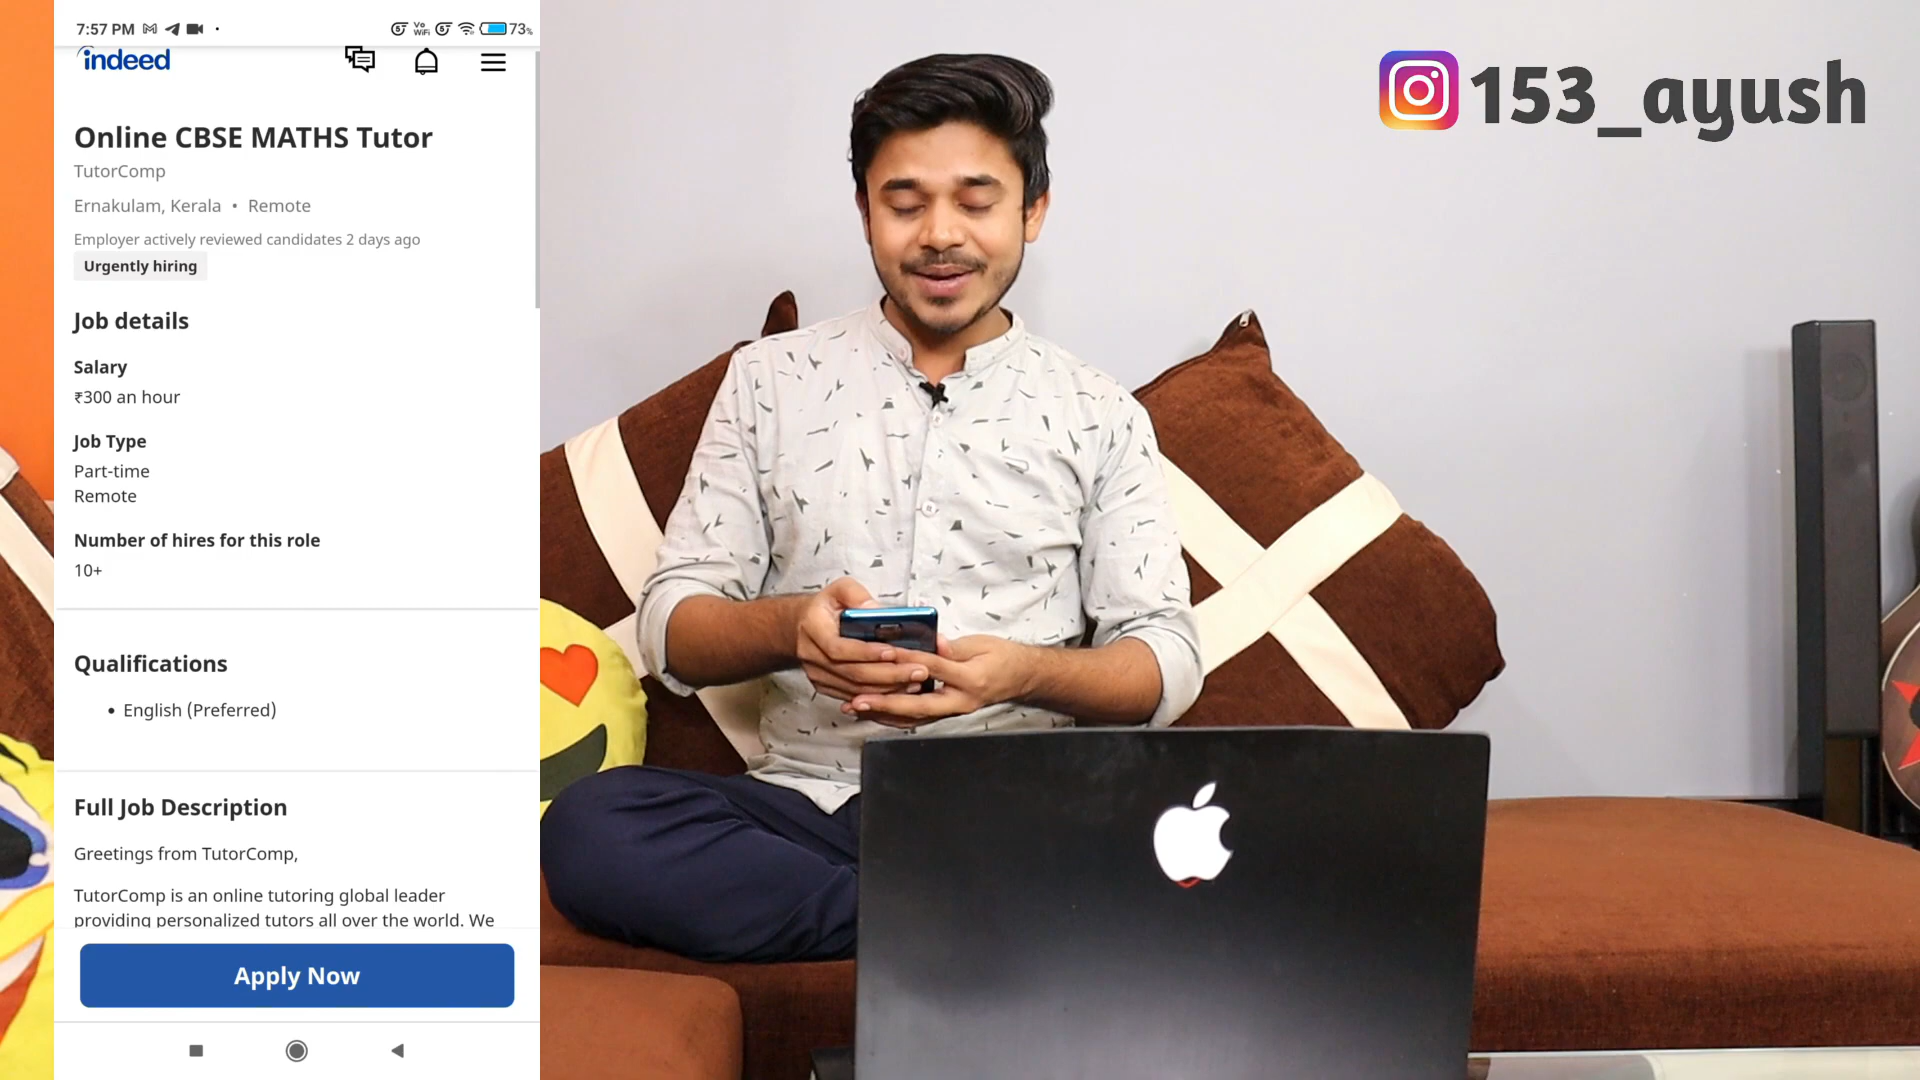 7:57 PM
Vo
WiFi
73%
indeed
Online CBSE MATHS Tutor
TutorComp
Ernakulam, Kerala • Remote
Employer actively reviewed candidates 2 days ago
Urgently hiring
Job details
Salary
₹300 an hour
Job Type
Part-time
Remote
Number of hires for this role
10+
Qualifications
• English (Preferred)
Full Job Description
Greetings from TutorComp,
TutorComp is an online tutoring global leader
providing personalized tutors all over the world. We
Apply Now
153_ayush